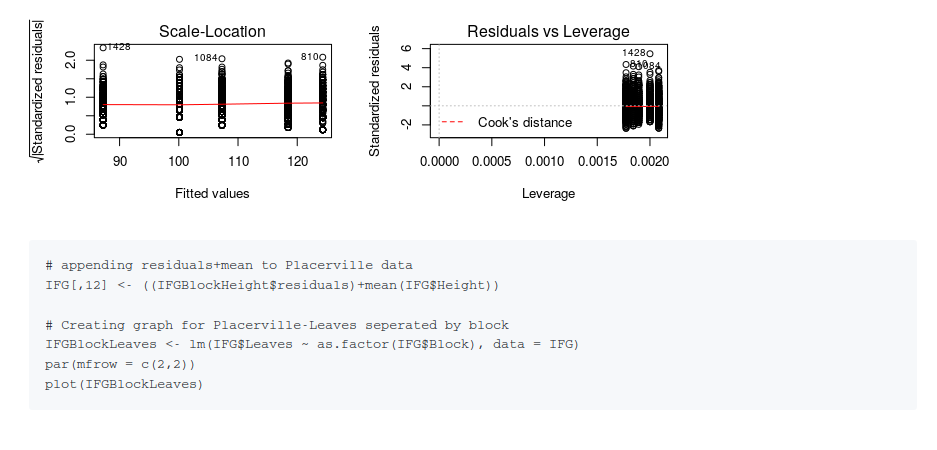 Scale-Location
√|Standardized residuals|
0.0 1.0 2.0
1428
1084
810
90 100 110 120
Fitted values
Residuals vs Leverage
Standardized residuals
-2 2 4 6
1428
810
1084
Cook's distance
0.0000 0.0005 0.0010 0.0015 0.0020
Leverage
# appending residuals+mean to Placerville data
IFG[,12] <- ((IFGBlockHeight$residuals)+mean(IFG$Height))
# Creating graph for Placerville-Leaves seperated by block
IFGBlockLeaves <- lm(IFG$Leaves ~ as.factor(IFG$Block), data = IFG)
par(mfrow = c(2,2))
plot(IFGBlockLeaves)